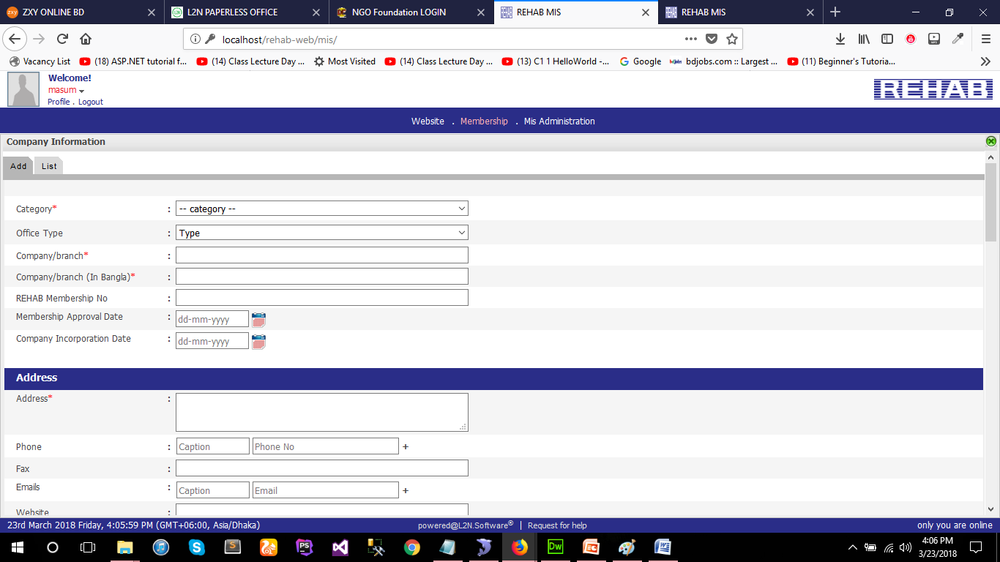 ZXY ONLINE BD
L2N PAPERLESS OFFICE
NGO Foundation LOGIN
REHAB MIS
REHAB MIS
localhost/rehab-web/mis/
Vacancy List
(18) ASP.NET tutorial f...
(14) Class Lecture Day ...
Most Visited
(14) Class Lecture Day ...
(13) C1 1 HelloWorld -...
Google
bdjobs.com :: Largest ...
(11) Beginner's Tutoria...
Welcome!
masum
Profile . Logout
REHAB
Website . Membership . Mis Administration
Company Information
Add List
Category* : -- category --
Office Type : Type
Company/branch* :
Company/branch (In Bangla)* :
REHAB Membership No :
Membership Approval Date : dd-mm-yyyy
Company Incorporation Date : dd-mm-yyyy
Address
Address* :
Phone : Caption Phone No +
Fax :
Emails : Caption Email +
Website :
23rd March 2018 Friday, 4:05:59 PM (GMT+06:00, Asia/Dhaka)
powered@L2N.Software® | Request for help
only you are online
4:06 PM
3/23/2018